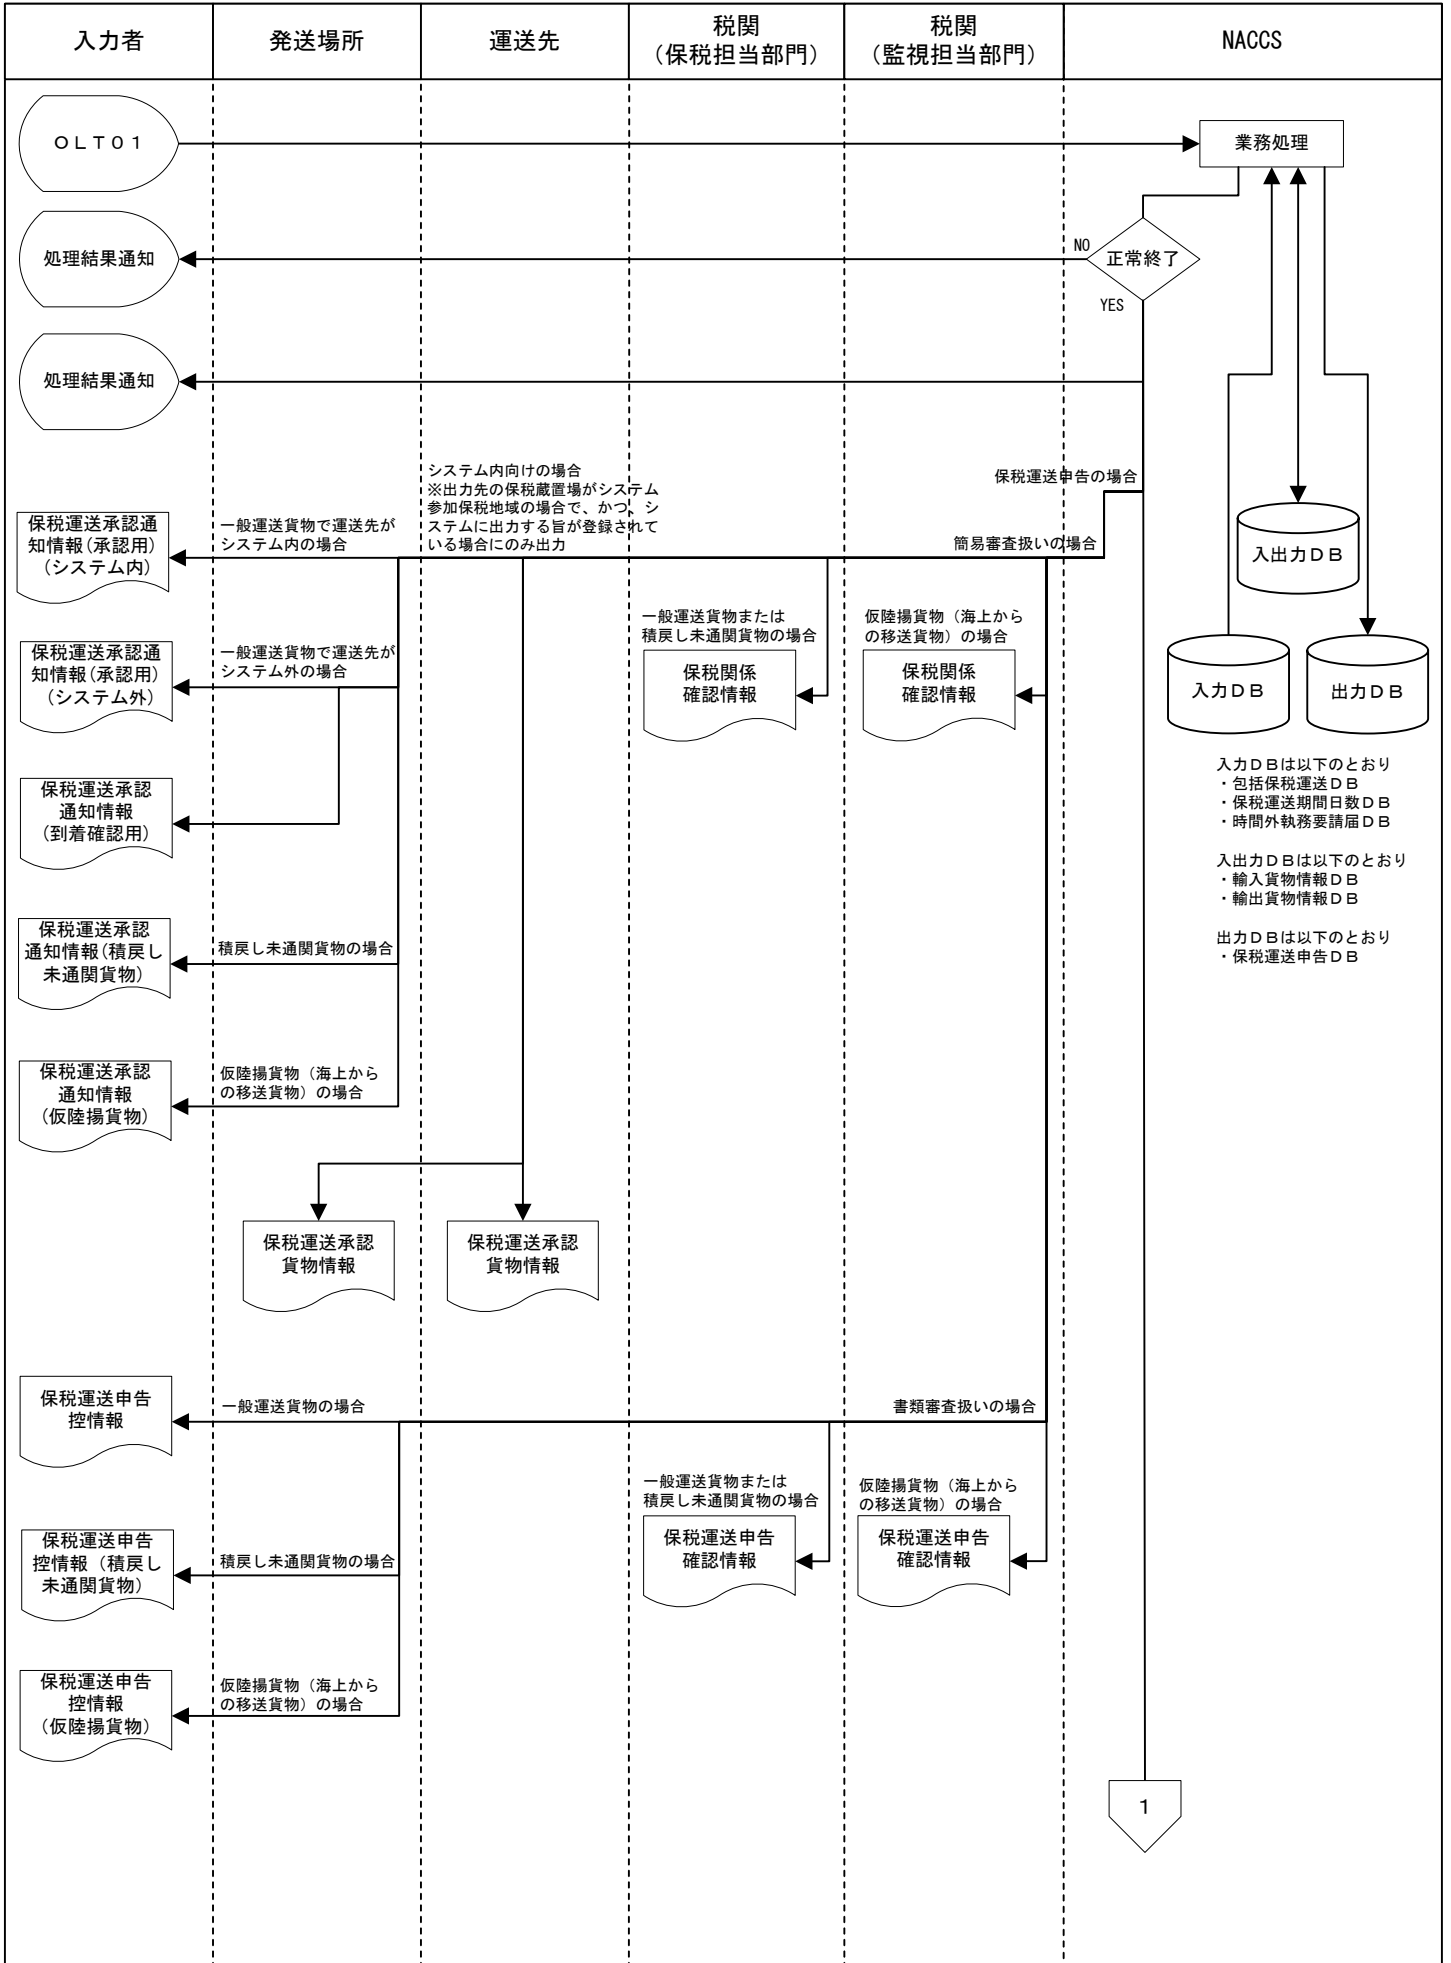 入力者
発送場所
運送先
税関
（保税担当部門）
税関
（監視担当部門）
NACCS
ＯＬＴ０１
業務処理
処理結果通知
NO
正常終了
YES
処理結果通知
保税運送申告の場合
システム内向けの場合
※出力先の保税蔵置場がシステム
参加保税地域の場合で、かつ、シ
ステムに出力する旨が登録されて
いる場合にのみ出力
簡易審査扱いの場合
保税運送承認通
知情報(承認用)
（システム内）
一般運送貨物で運送先が
システム内の場合
入出力ＤＢ
一般運送貨物または
積戻し未通関貨物の場合
仮陸揚貨物（海上から
の移送貨物）の場合
保税運送承認通
知情報(承認用)
（システム外）
一般運送貨物で運送先が
システム外の場合
保税関係
確認情報
保税関係
確認情報
入力ＤＢ
出力ＤＢ
入力ＤＢは以下のとおり
・包括保税運送ＤＢ
・保税運送期間日数ＤＢ
・時間外執務要請届ＤＢ
保税運送承認
通知情報
(到着確認用)
入出力ＤＢは以下のとおり
・輸入貨物情報ＤＢ
・輸出貨物情報ＤＢ
出力ＤＢは以下のとおり
・保税運送申告ＤＢ
保税運送承認
通知情報(積戻し
未通関貨物)
積戻し未通関貨物の場合
保税運送承認
通知情報
(仮陸揚貨物)
仮陸揚貨物（海上から
の移送貨物）の場合
保税運送承認
貨物情報
保税運送承認
貨物情報
保税運送申告
控情報
一般運送貨物の場合
書類審査扱いの場合
一般運送貨物または
積戻し未通関貨物の場合
仮陸揚貨物（海上から
の移送貨物）の場合
保税運送申告
控情報（積戻し
未通関貨物）
積戻し未通関貨物の場合
保税運送申告
確認情報
保税運送申告
確認情報
保税運送申告
控情報
（仮陸揚貨物）
仮陸揚貨物（海上から
の移送貨物）の場合
1